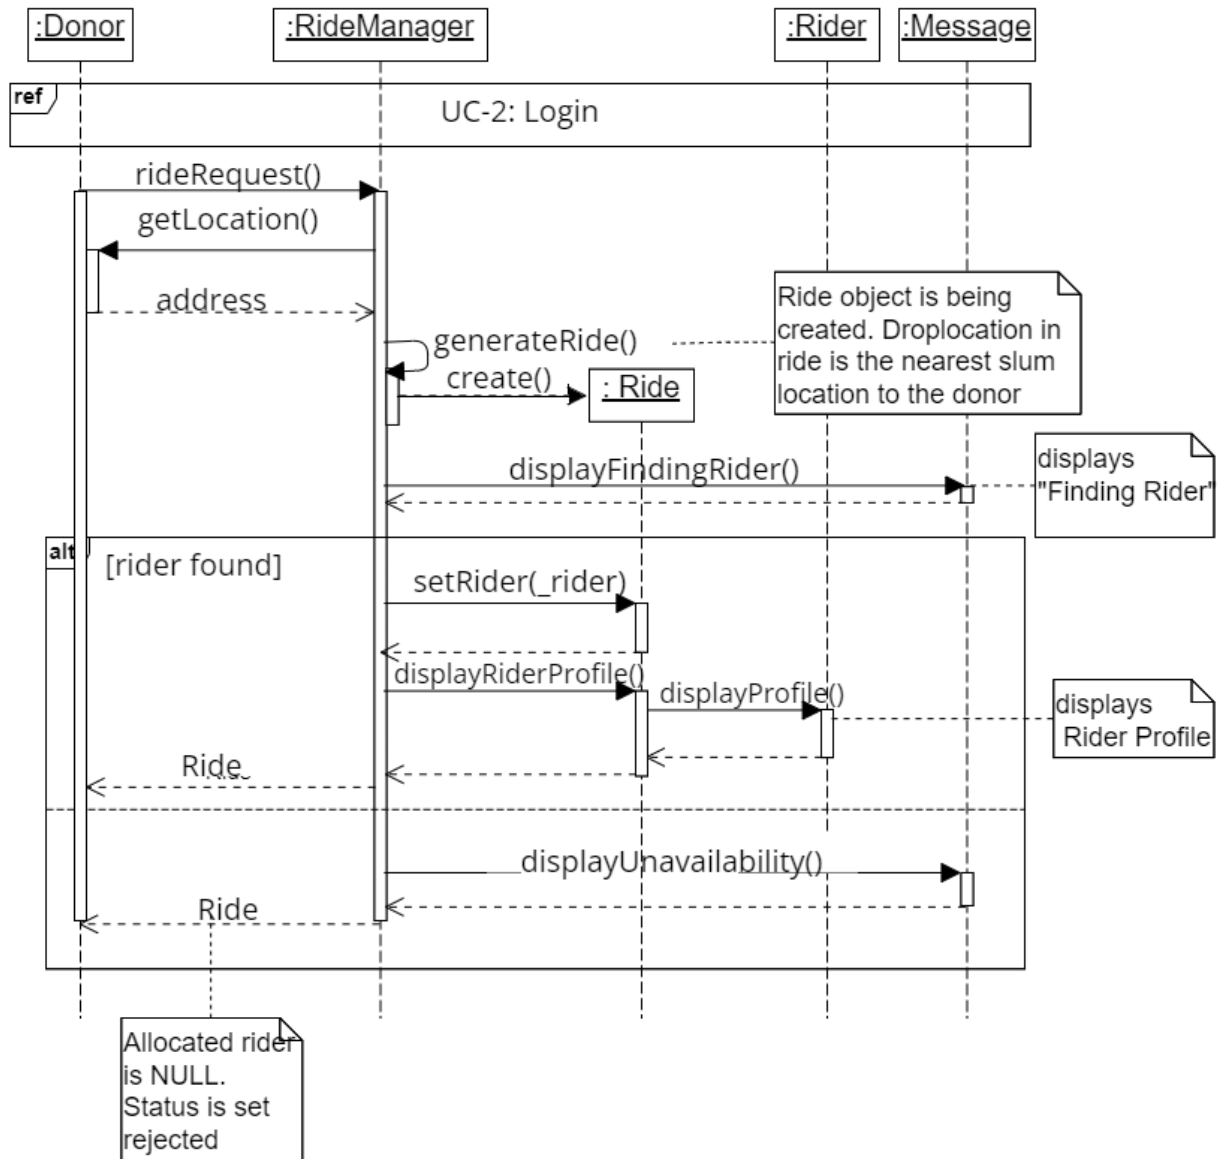 :Donor
:RideManager
:Rider
:Message
ref
UC-2: Login
rideRequest()
getLocation()
address
generateRide()
Ride object is being
created. Droplocation in
ride is the nearest slum
location to the donor
create()
: Ride
displayFindingRider()
displays
"Finding Rider"
alt
[rider found]
setRider(_rider)
displayRiderProfile()
displayProfile()
displays
Rider Profile
Ride
displayUnavailability()
Ride
Allocated rider
is NULL.
Status is set
rejected